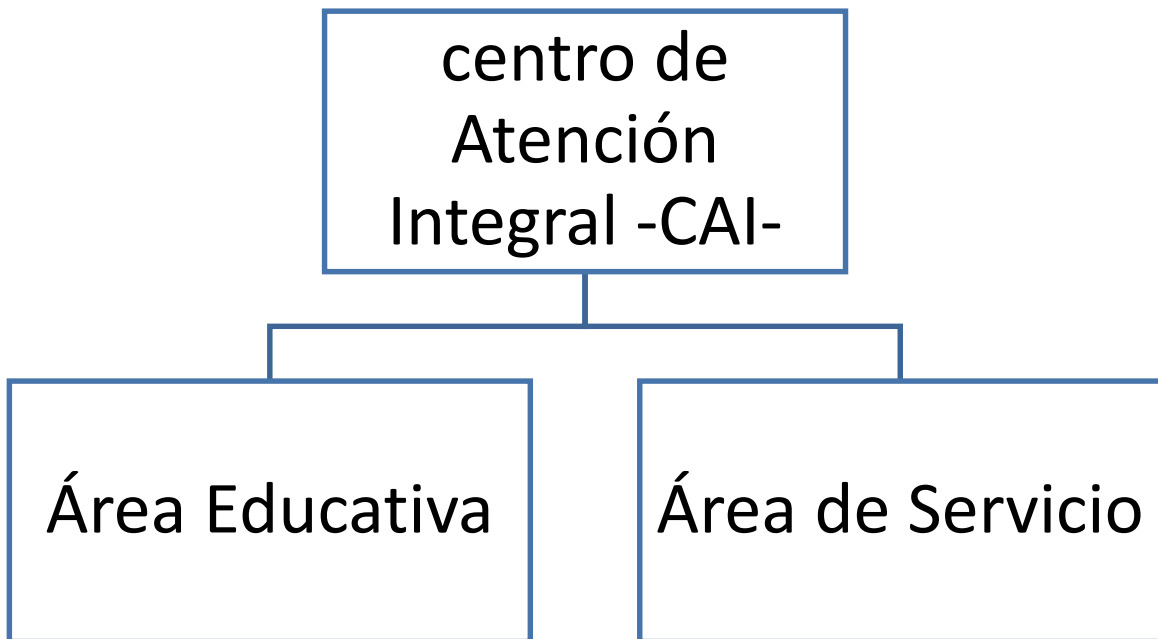 centro de
Atención
Integral -CAI-
Área Educativa
Área de Servicio